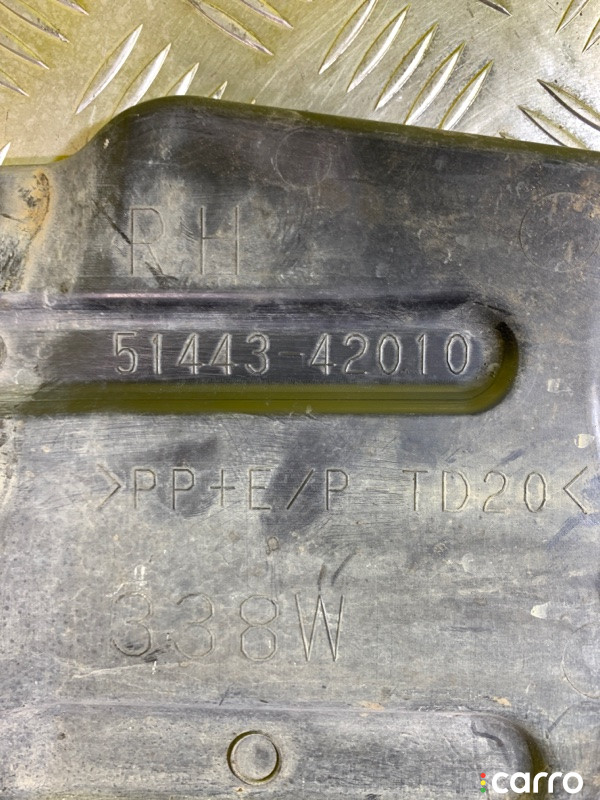 RH
51443-42010
>PP+E/P TD20<
338W
carro